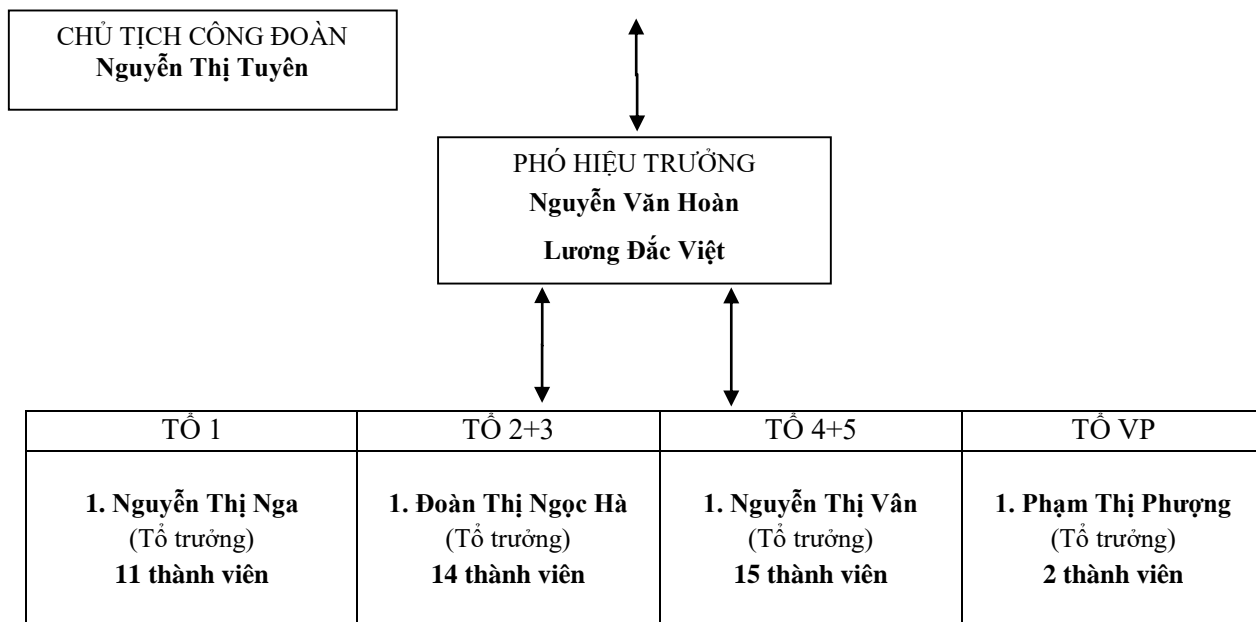 CHỦ TỊCH CÔNG ĐOÀN
Nguyễn Thị Tuyên
PHÓ HIỆU TRƯỞNG
Nguyễn Văn Hoàn
Lương Đắc Việt
TỔ 1
TỔ 2+3
TỔ 4+5
TỔ VP
1. Nguyễn Thị Nga
(Tổ trưởng)
11 thành viên
1. Đoàn Thị Ngọc Hà
(Tổ trưởng)
14 thành viên
1. Nguyễn Thị Vân
(Tổ trưởng)
15 thành viên
1. Phạm Thị Phượng
(Tổ trưởng)
2 thành viên